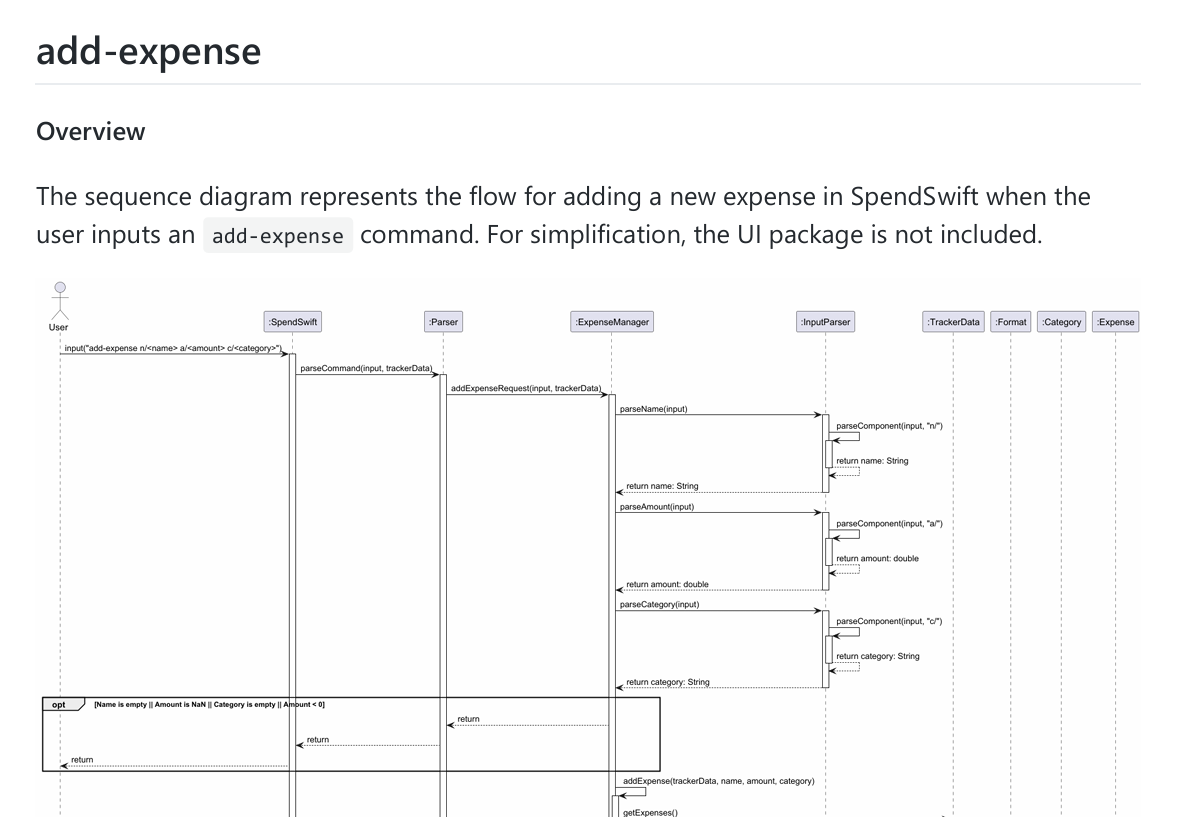 add-expense
Overview
The sequence diagram represents the flow for adding a new expense in SpendSwift when the
user inputs an add-expense command. For simplification, the UI package is not included.
User
:SpendSwift
:Parser
:ExpenseManager
:InputParser
:TrackerData
:Format
:Category
:Expense
input("add-expense n/<name> a/<amount> c/<category>")
parseCommand(input, trackerData)
addExpenseRequest(input, trackerData)
parseName(input)
parseComponent(input, "n/")
return name: String
return name: String
parseAmount(input)
parseComponent(input, "a/")
return amount: double
return amount: double
parseCategory(input)
parseComponent(input, "c/")
return category: String
return category: String
opt
[Name is empty || Amount is NaN || Category is empty || Amount < 0]
return
return
return
addExpense(trackerData, name, amount, category)
getExpenses()